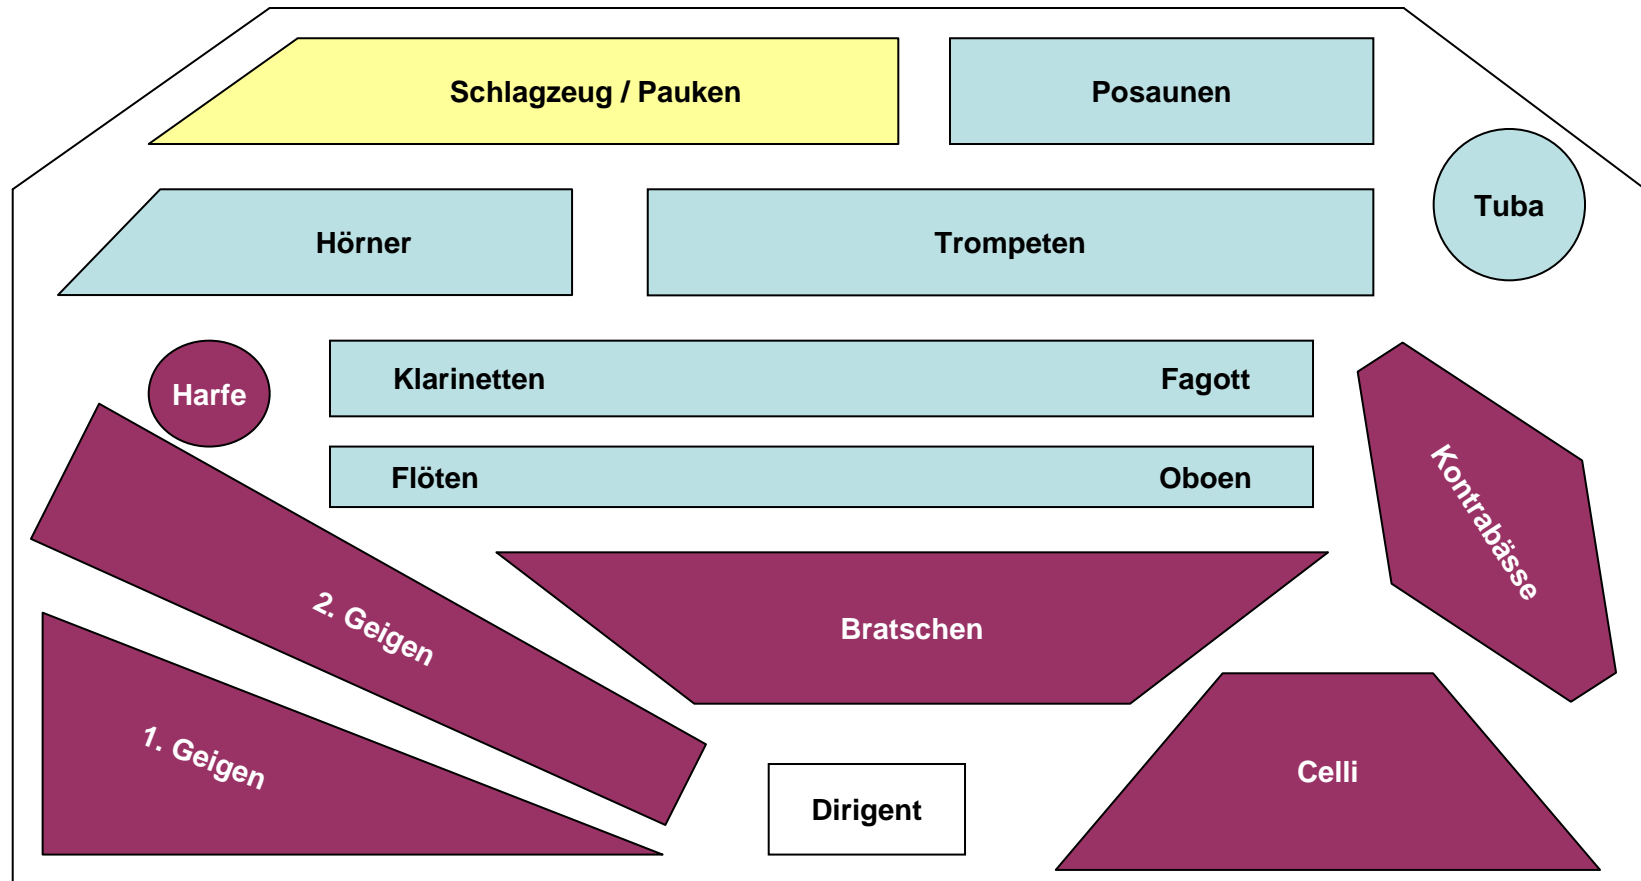 Schlagzeug / Pauken
Posaunen
Tuba
Hörner
Trompeten
Harfe
Klarinetten
Fagott
Flöten
Oboen
Kontrabässe
2. Geigen
Bratschen
1. Geigen
Celli
Dirigent